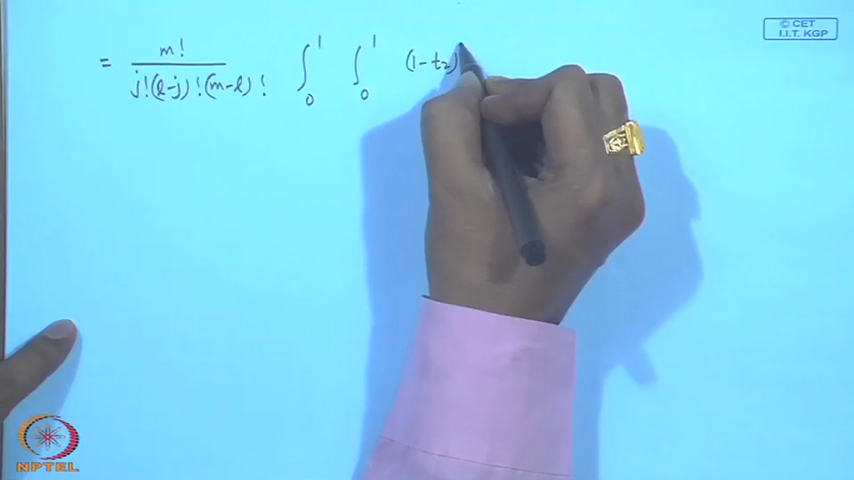 © CET
I.I.T. KGP
= m! / j!(l-j)!(m-l)! ∫₀¹ ∫₀¹ (1-t₂)
NPTEL